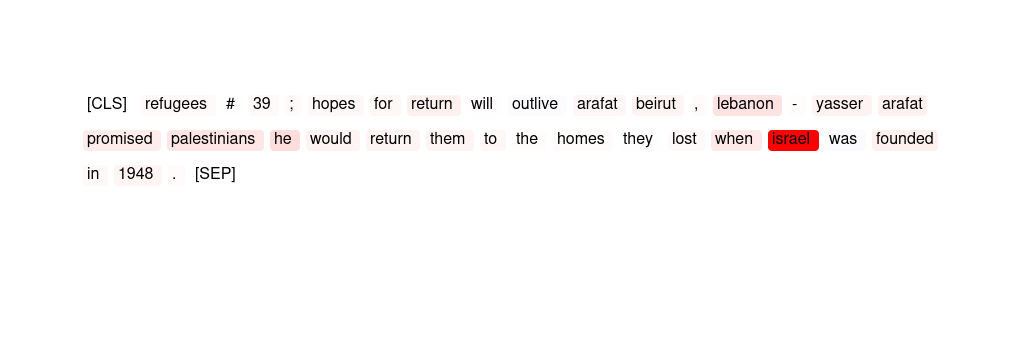 [CLS] refugees # 39 ; hopes for return will outlive arafat beirut , lebanon - yasser arafat
promised palestinians he would return them to the homes they lost when israel was founded
in 1948 . [SEP]